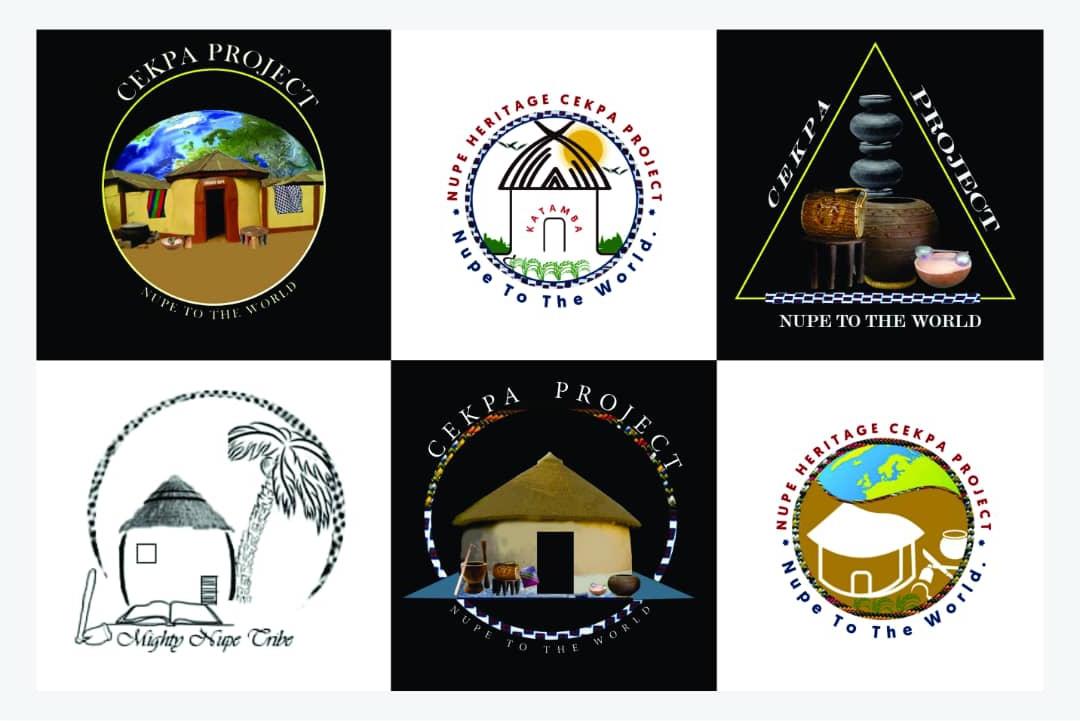 CEKPA PROJECT
NUPE TO THE WORLD
NUPE HERITAGE CEKPA PROJECT
KATAMBA
Nupe To The World.
CEKPA PROJECT
NUPE TO THE WORLD
Mighty Nupe Tribe
CEKPA PROJECT
NUPE TO THE WORLD
NUPE HERITAGE CEKPA PROJECT
Nupe To The World.